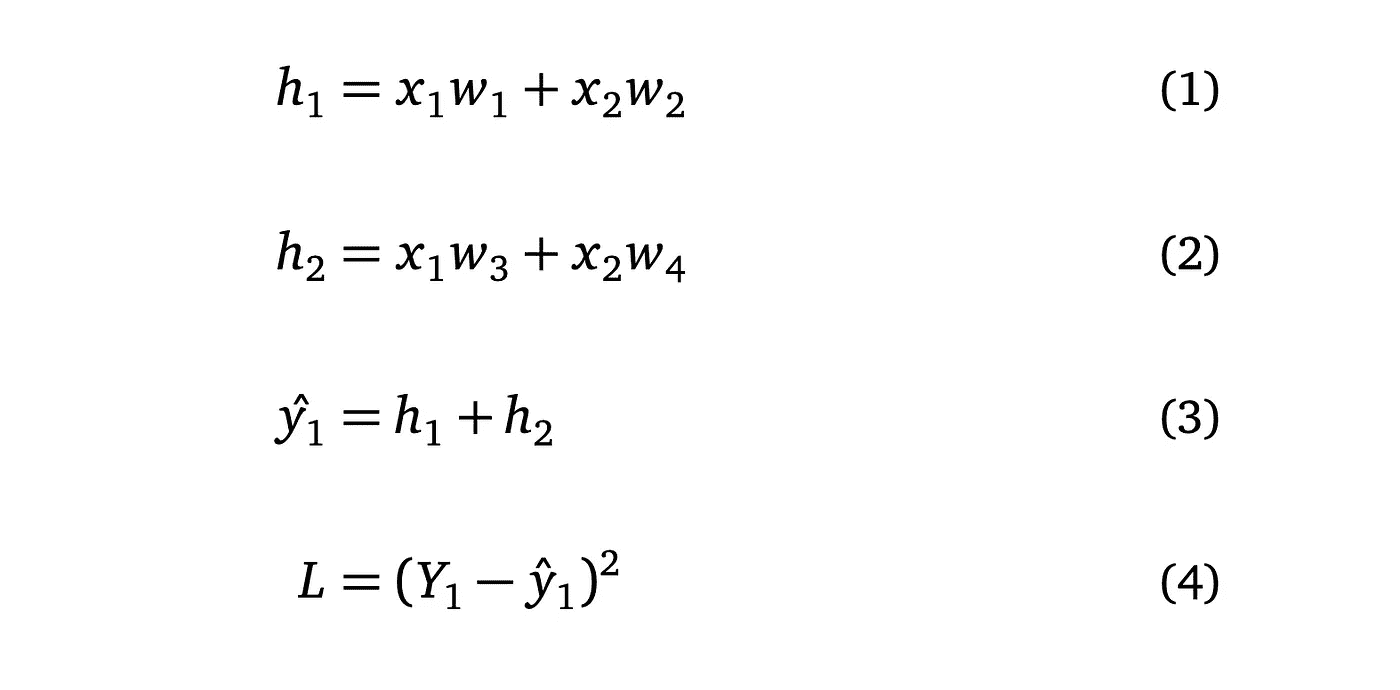 h₁ = x₁w₁ + x₂w₂ (1)
h₂ = x₁w₃ + x₂w₄ (2)
ŷ₁ = h₁ + h₂ (3)
L = (Y₁ − ŷ₁)² (4)